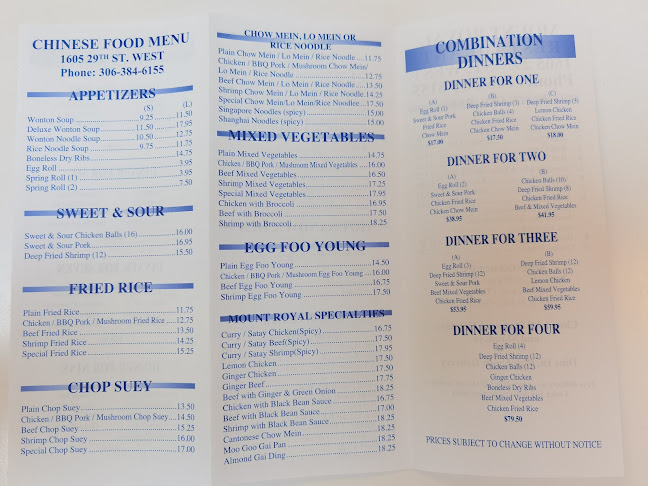 CHINESE FOOD MENU
1605 29TH ST. WEST
Phone: 306-384-6155
APPETIZERS
(S) (L)
Wonton Soup 9.25 11.50
Deluxe Wonton Soup 11.50 17.25
Wonton Noodle Soup 10.50 12.75
Rice Noodle Soup 9.75 11.75
Boneless Dry Ribs 14.75
Egg Roll 3.95
Spring Roll (1) 3.95
Spring Roll (2) 7.50
SWEET & SOUR
Sweet & Sour Chicken Balls (16) 16.00
Sweet & Sour Pork 16.95
Deep Fried Shrimp (12) 15.50
FRIED RICE
Plain Fried Rice 11.75
Chicken / BBQ Pork / Mushroom Fried Rice 12.75
Beef Fried Rice 13.50
Shrimp Fried Rice 14.25
Special Fried Rice 15.25
CHOP SUEY
Plain Chop Suey 13.50
Chicken / BBQ Pork / Mushroom Chop Suey 14.50
Beef Chop Suey 15.25
Shrimp Chop Suey 16.00
Special Chop Suey 17.00
CHOW MEIN, LO MEIN OR
RICE NOODLE
Plain Chow Mein / Lo Mein / Rice Noodle 11.75
Chicken / BBQ Pork / Mushroom Chow Mein/
Lo Mein / Rice Noodle 12.75
Beef Chow Mein / Lo Mein / Rice Noodle 13.50
Shrimp Chow Mein / Lo Mein / Rice Noodle 14.25
Special Chow Mein/Lo Mein/Rice Noodle 17.50
Singapore Noodles (spicy) 15.00
Shanghai Noodles (spicy) 15.00
MIXED VEGETABLES
Plain Mixed Vegetables 14.75
Chicken / BBQ Pork / Mushroom Mixed Vegetables 16.00
Beef Mixed Vegetables 16.50
Shrimp Mixed Vegetables 17.25
Special Mixed Vegetables 17.95
Chicken with Broccoli 16.95
Beef with Broccoli 17.50
Shrimp with Broccoli 18.25
EGG FOO YOUNG
Plain Egg Foo Young 14.50
Chicken / BBQ Pork / Mushroom Egg Foo Young 16.00
Beef Egg Foo Young 16.75
Shrimp Egg Foo Young 17.50
MOUNT ROYAL SPECIALTIES
Curry / Satay Chicken(Spicy) 16.75
Curry / Satay Beef(Spicy) 17.50
Curry / Satay Shrimp(Spicy) 17.95
Lemon Chicken 17.50
Ginger Chicken 17.50
Ginger Beef 17.75
Beef with Ginger & Green Onion 18.25
Chicken with Black Bean Sauce 16.75
Beef with Black Bean Sauce 17.00
Shrimp with Black Bean Sauce 18.25
Cantonese Chow Mein 18.25
Moo Goo Gai Pan 18.25
Almond Gai Ding 18.25
COMBINATION
DINNERS
DINNER FOR ONE
(A)
Egg Roll (1)
Sweet & Sour Pork
Fried Rice
Chow Mein
$17.00
(B)
Deep Fried Shrimp (3)
Chicken Balls (4)
Chicken Fried Rice
Chicken Chow Mein
$17.50
(C)
Deep Fried Shrimp (3)
Lemon Chicken
Chicken Fried Rice
Chicken Chow Mein
$18.00
DINNER FOR TWO
(A)
Egg Roll (2)
Sweet & Sour Pork
Chicken Fried Rice
Chicken Chow Mein
$38.95
(B)
Chicken Balls (10)
Deep Fried Shrimp (8)
Chicken Fried Rice
Beef & Mixed Vegetables
$41.95
DINNER FOR THREE
(A)
Egg Roll (3)
Deep Fried Shrimp (12)
Sweet & Sour Pork
Beef Mixed Vegetables
Chicken Fried Rice
$53.95
(B)
Deep Fried Shrimp (12)
Chicken Balls (12)
Lemon Chicken
Beef Mixed Vegetables
Chicken Fried Rice
$59.95
DINNER FOR FOUR
Egg Roll (4)
Deep Fried Shrimp (12)
Chicken Balls (12)
Ginger Chicken
Boneless Dry Ribs
Beef Mixed Vegetables
Chicken Fried Rice
$79.50
PRICES SUBJECT TO CHANGE WITHOUT NOTICE